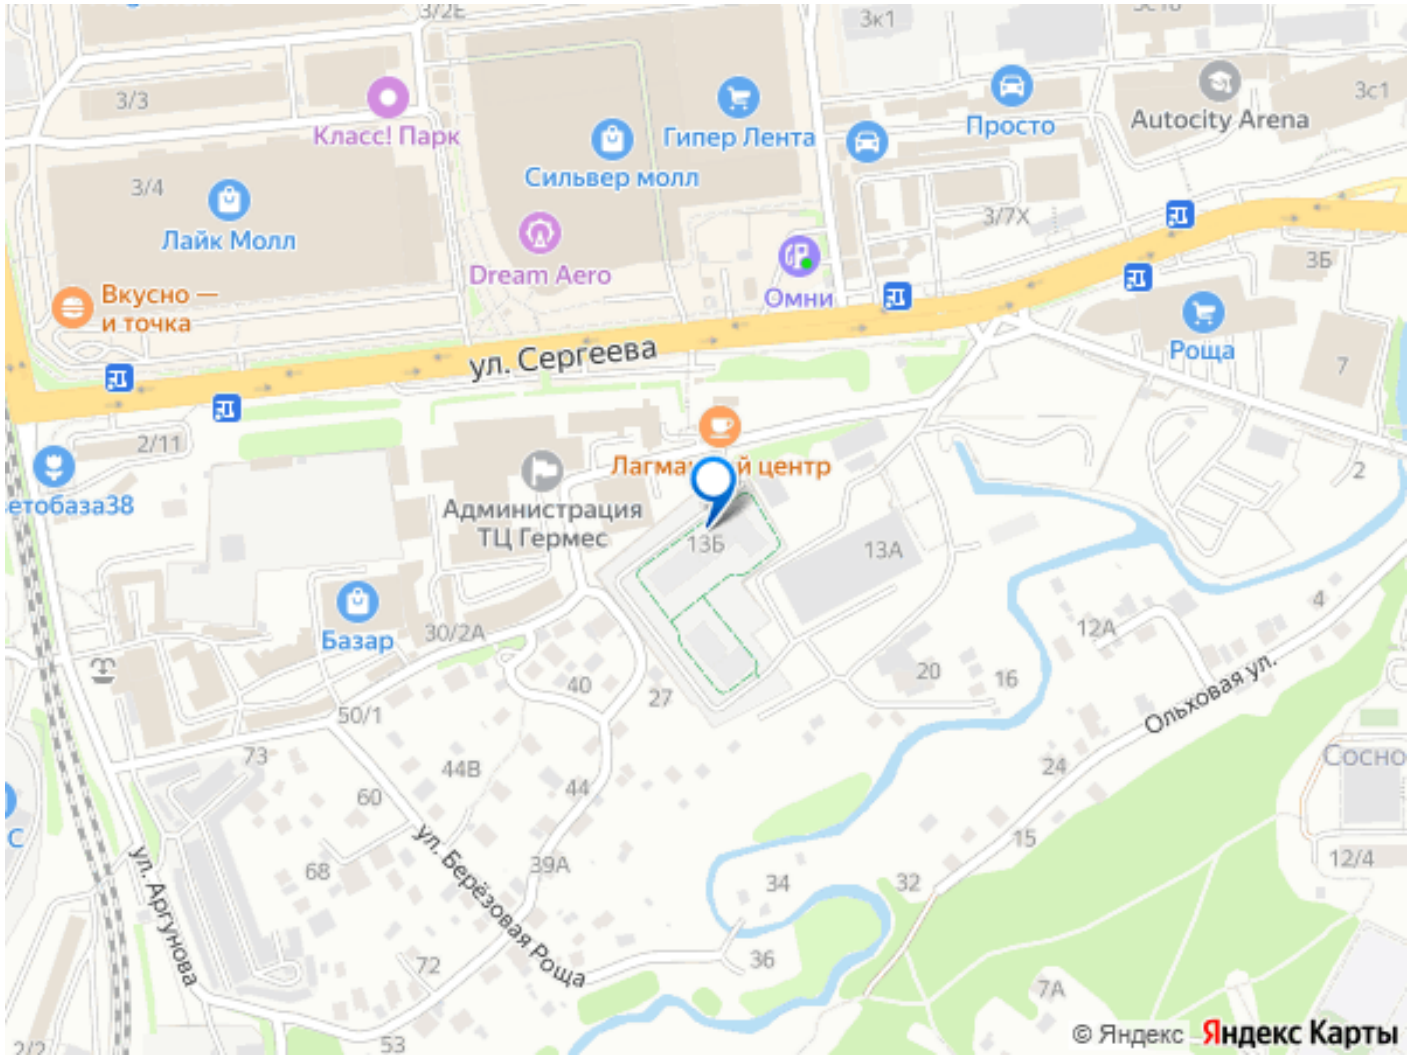 3/2Е
3к1
3/3
Класс! Парк
Гипер Лента
Просто
Autocity Arena
3с1
Сильвер молл
3/4
Лайк Молл
3/7Х
Dream Aero
Омни
3Б
Вкусно —
и точка
ул. Сергеева
Роща
7
2/11
Лагма
й центр
2
етобаза38
Администрация
ТЦ Гермес
13Б
13А
Базар
30/2А
12А
4
40
27
20
16
Ольховая ул.
50/1
73
44В
60
44
24
Сосно
С
15
ул. Аргунова
ул. Берёзовая Роща
68
39А
34
32
12/4
72
36
7А
53
2/2
© Яндекс
Яндекс Карты